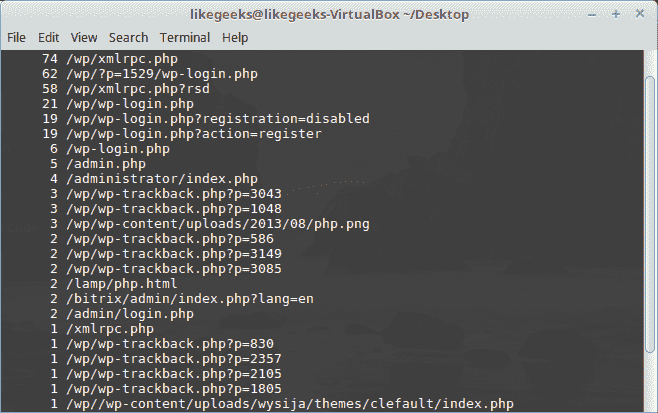 likegeeks@likegeeks-VirtualBox ~/Desktop
File Edit View Search Terminal Help
74 /wp/xmlrpc.php
62 /wp/?p=1529/wp-login.php
58 /wp/xmlrpc.php?rsd
21 /wp/wp-login.php
19 /wp/wp-login.php?registration=disabled
19 /wp/wp-login.php?action=register
6 /wp-login.php
5 /admin.php
4 /administrator/index.php
3 /wp/wp-trackback.php?p=3043
3 /wp/wp-trackback.php?p=1048
3 /wp/wp-content/uploads/2013/08/php.png
2 /wp/wp-trackback.php?p=586
2 /wp/wp-trackback.php?p=3149
2 /wp/wp-trackback.php?p=3085
2 /lamp/php.html
2 /bitrix/admin/index.php?lang=en
2 /admin/login.php
1 /xmlrpc.php
1 /wp/wp-trackback.php?p=830
1 /wp/wp-trackback.php?p=2357
1 /wp/wp-trackback.php?p=2105
1 /wp/wp-trackback.php?p=1805
1 /wp//wp-content/uploads/wysija/themes/clefault/index.php